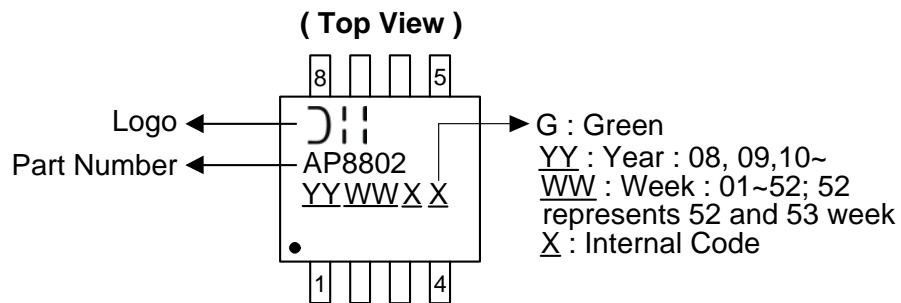 ( Top View )
8 5
Logo
Part Number
AP8802
YYWWX X
G : Green
YY : Year : 08, 09,10~
WW : Week : 01~52; 52
represents 52 and 53 week
X : Internal Code
1 4